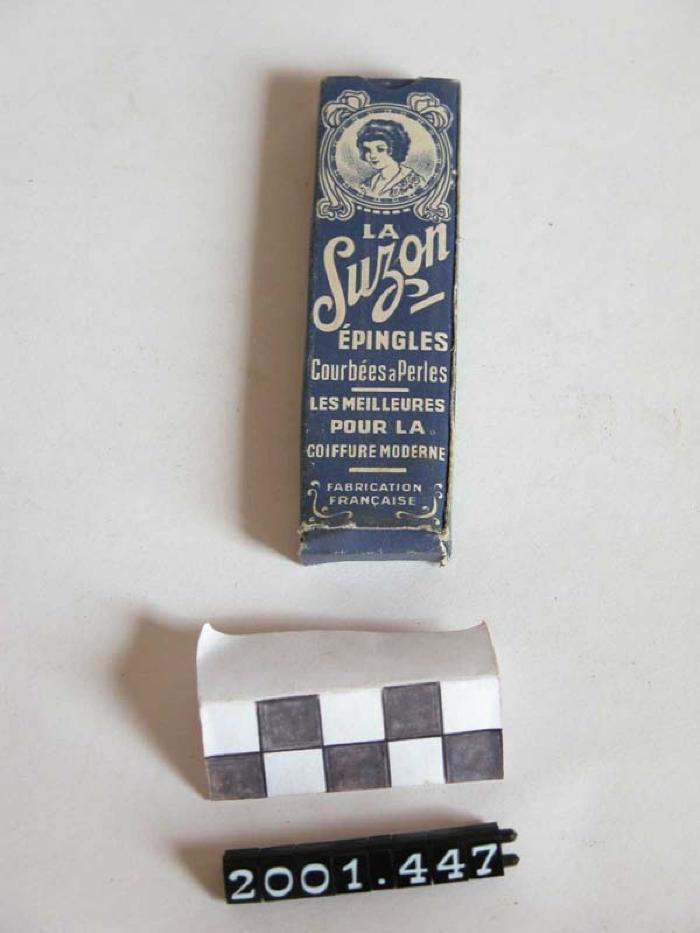 LA
Suzon
ÉPINGLES
Courbées à Perles
LES MEILLEURES
POUR LA
COIFFURE MODERNE
FABRICATION
FRANÇAISE
2001.447